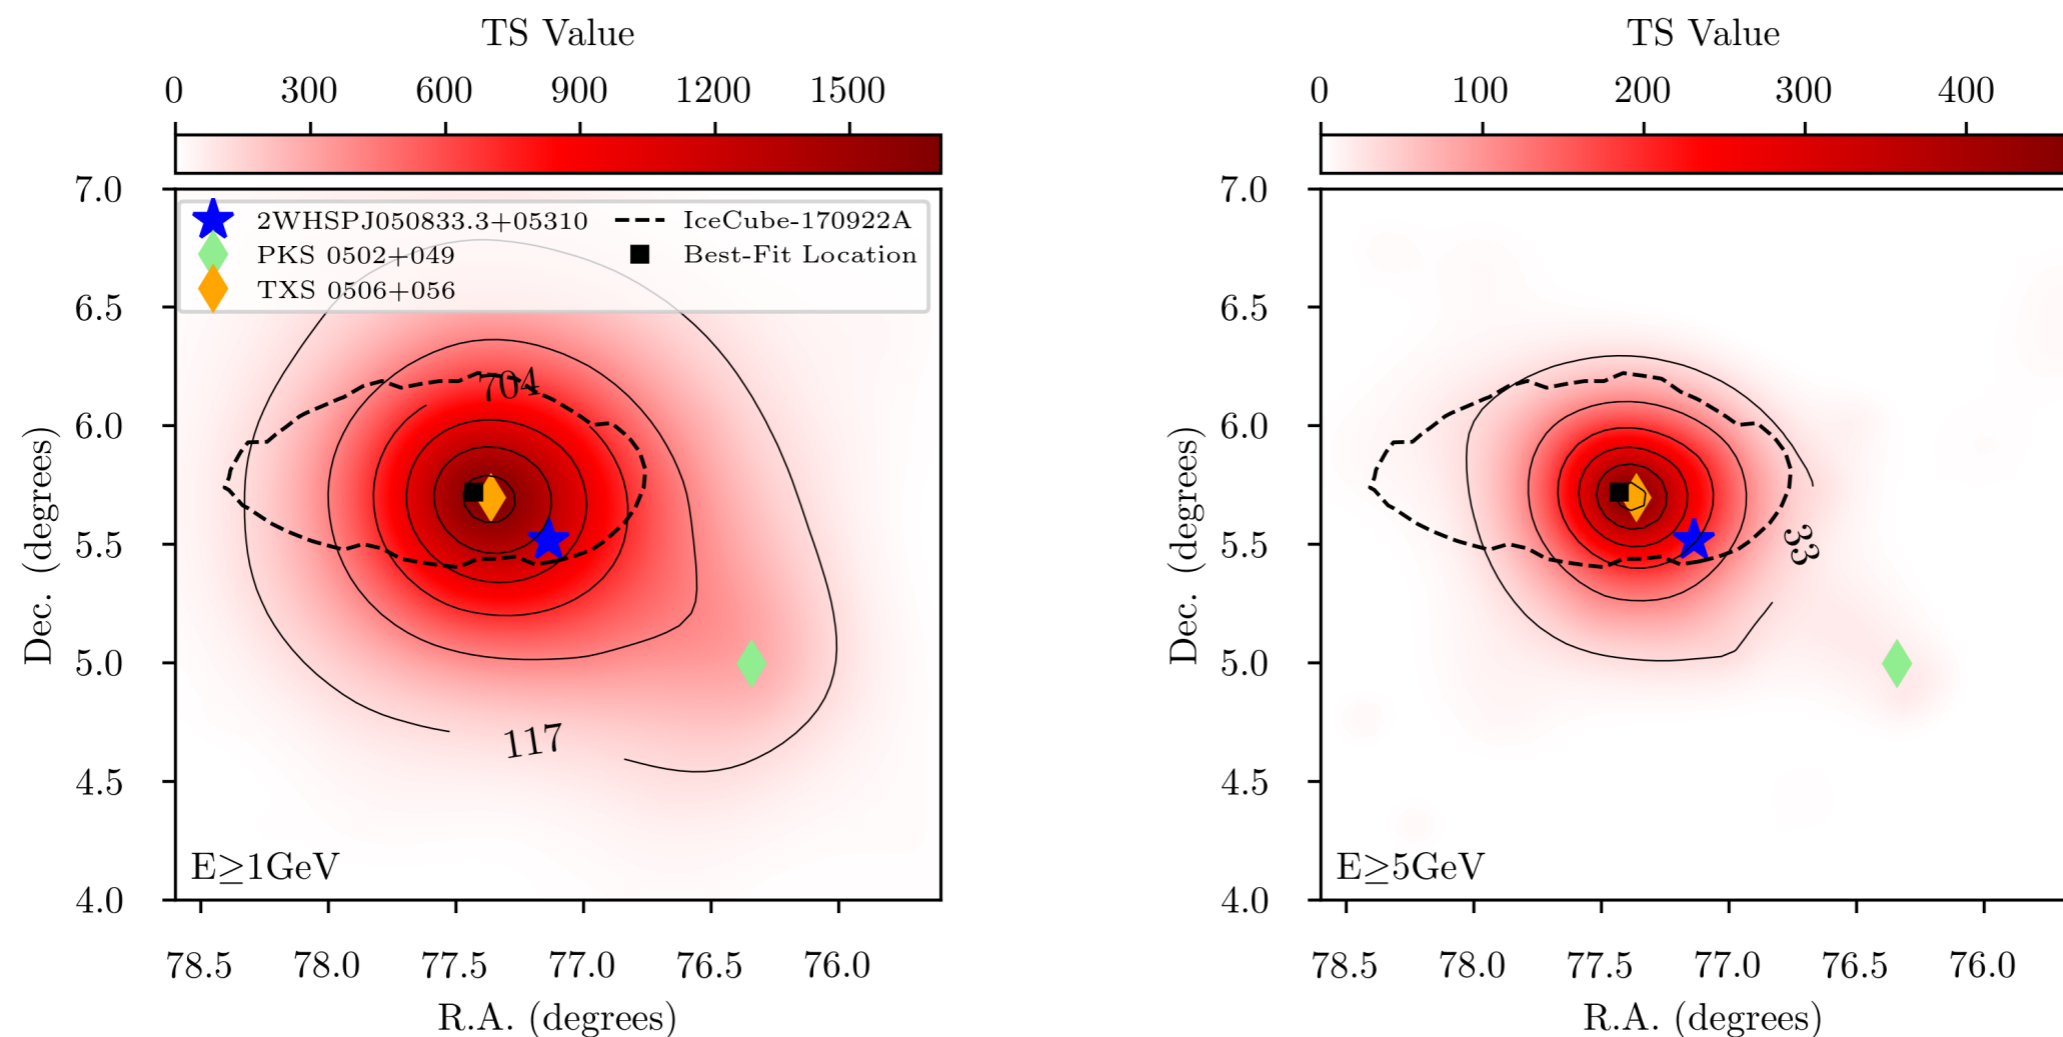 TS Value
0 300 600 900 1200 1500
7.0
6.5
6.0
5.5
5.0
4.5
4.0
Dec. (degrees)
2WHSPJ050833.3+05310
PKS 0502+049
TXS 0506+056
IceCube-170922A
Best-Fit Location
704
117
E≥1GeV
78.5 78.0 77.5 77.0 76.5 76.0
R.A. (degrees)
TS Value
0 100 200 300 400
7.0
6.5
6.0
5.5
5.0
4.5
4.0
Dec. (degrees)
33
E≥5GeV
78.5 78.0 77.5 77.0 76.5 76.0
R.A. (degrees)